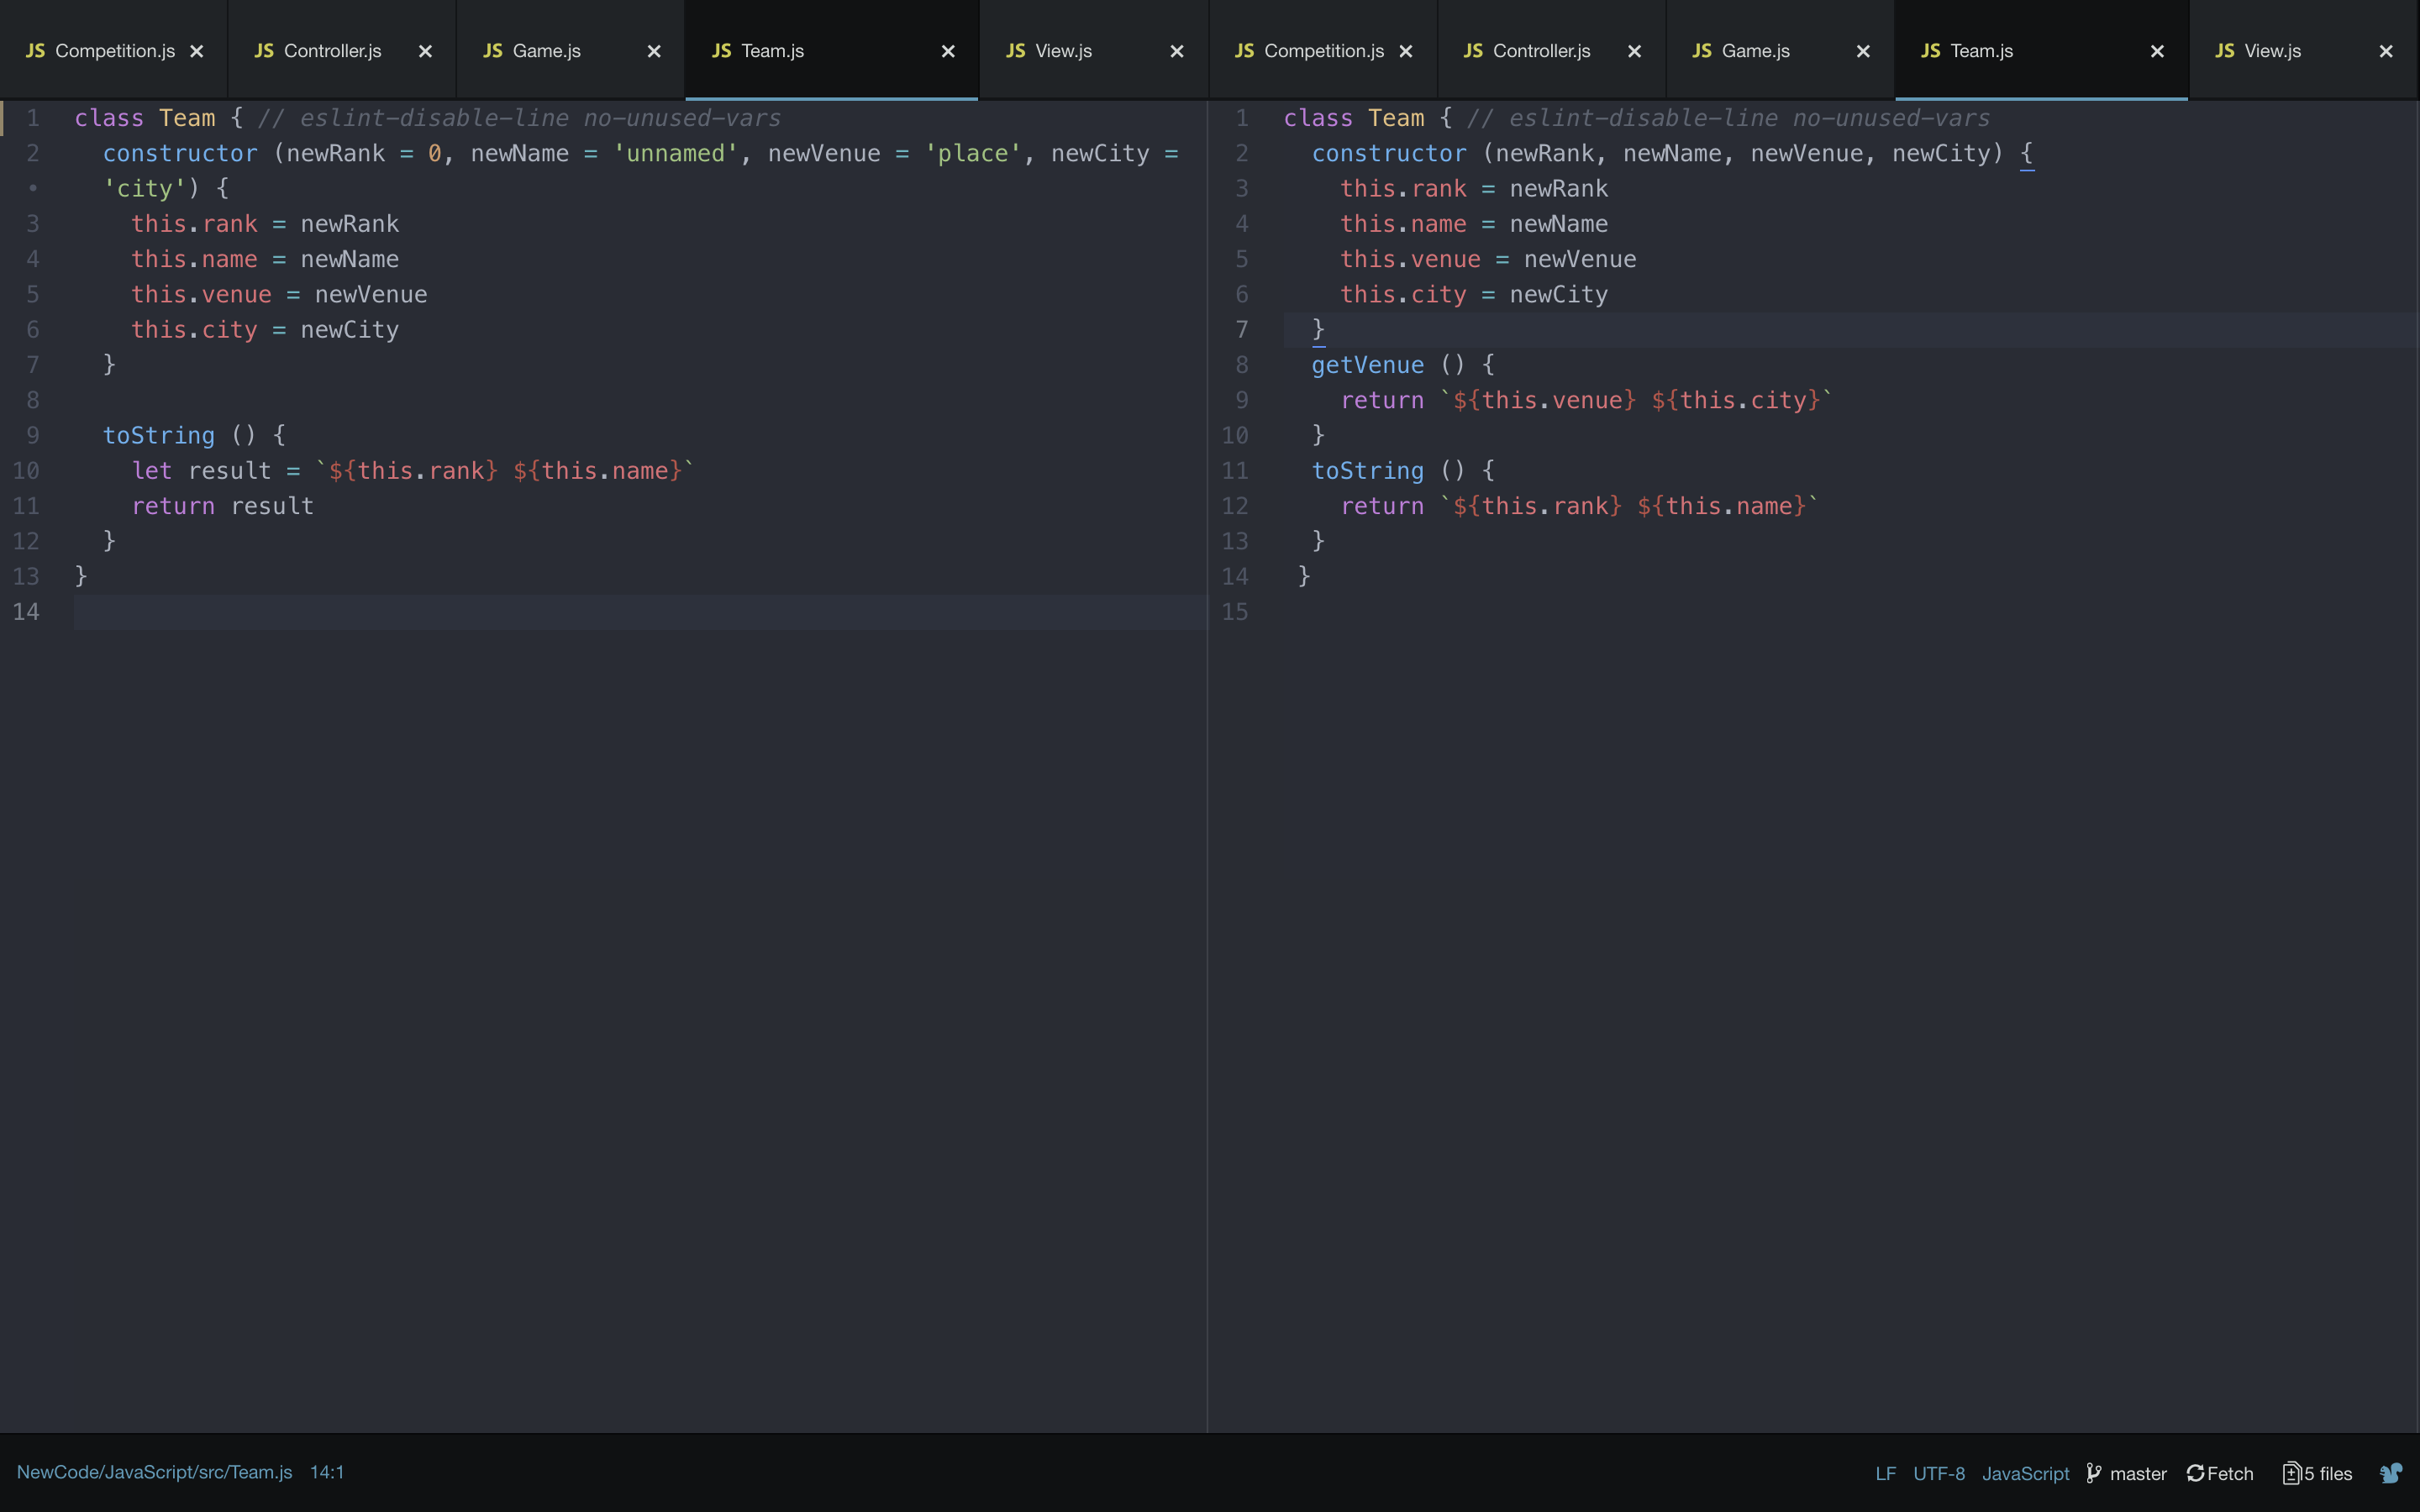 JS Competition.js × JS Controller.js × JS Game.js × JS Team.js × JS View.js × JS Competition.js × JS Controller.js × JS Game.js × JS Team.js × JS View.js ×
1 class Team { // eslint-disable-line no-unused-vars
2   constructor (newRank = 0, newName = 'unnamed', newVenue = 'place', newCity =
•   'city') {
3     this.rank = newRank
4     this.name = newName
5     this.venue = newVenue
6     this.city = newCity
7   }
8
9   toString () {
10     let result = `${this.rank} ${this.name}`
11     return result
12   }
13 }
14
1 class Team { // eslint-disable-line no-unused-vars
2   constructor (newRank, newName, newVenue, newCity) {
3     this.rank = newRank
4     this.name = newName
5     this.venue = newVenue
6     this.city = newCity
7   }
8   getVenue () {
9     return `${this.venue} ${this.city}`
10   }
11   toString () {
12     return `${this.rank} ${this.name}`
13   }
14  }
15
NewCode/JavaScript/src/Team.js 14:1 LF UTF-8 JavaScript master Fetch 5 files